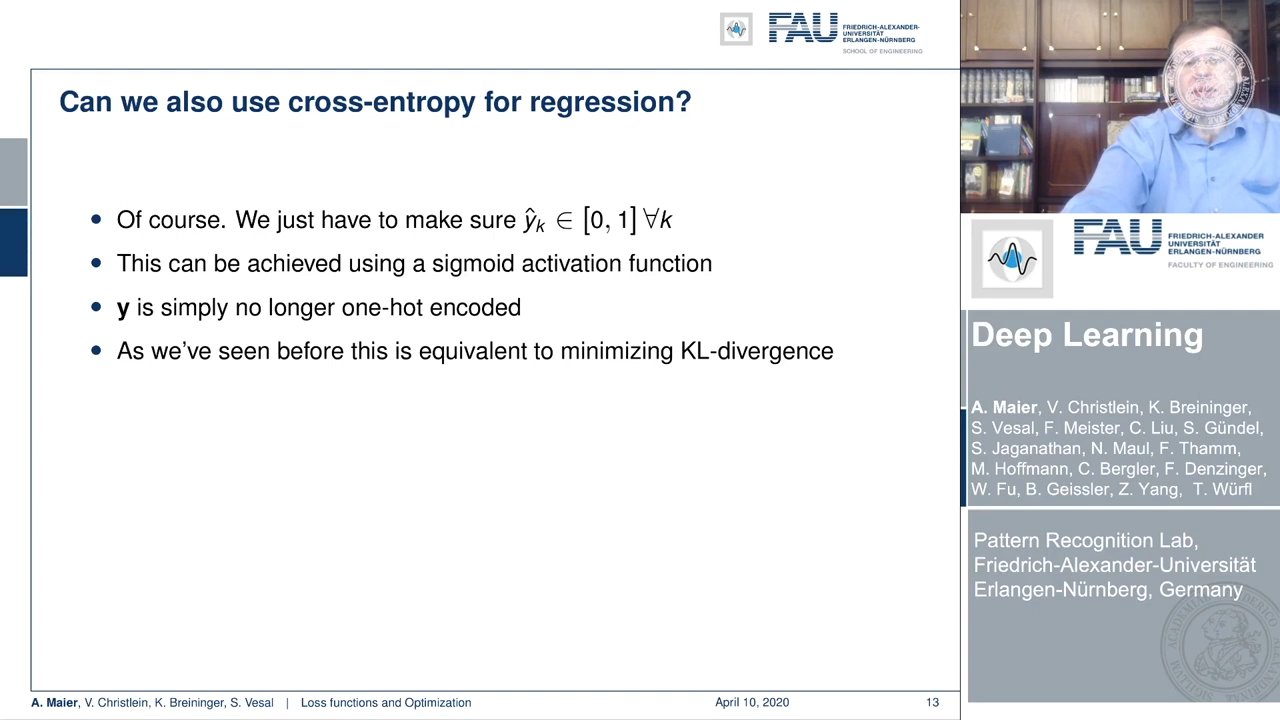 FAU
FRIEDRICH-ALEXANDER-
UNIVERSITÄT
ERLANGEN-NÜRNBERG
SCHOOL OF ENGINEERING
Can we also use cross-entropy for regression?
• Of course. We just have to make sure ŷₖ ∈ [0, 1] ∀k
• This can be achieved using a sigmoid activation function
• y is simply no longer one-hot encoded
• As we've seen before this is equivalent to minimizing KL-divergence
A. Maier, V. Christlein, K. Breininger, S. Vesal | Loss functions and Optimization April 10, 2020 13
FAU
FRIEDRICH-ALEXANDER
UNIVERSITÄT
ERLANGEN-NÜRNBERG
FACULTY OF ENGINEERING
Deep Learning
A. Maier, V. Christlein, K. Breininger,
S. Vesal, F. Meister, C. Liu, S. Gündel,
S. Jaganathan, N. Maul, F. Thamm,
M. Hoffmann, C. Bergler, F. Denzinger,
W. Fu, B. Geissler, Z. Yang, T. Würfl
Pattern Recognition Lab,
Friedrich-Alexander-Universität
Erlangen-Nürnberg, Germany